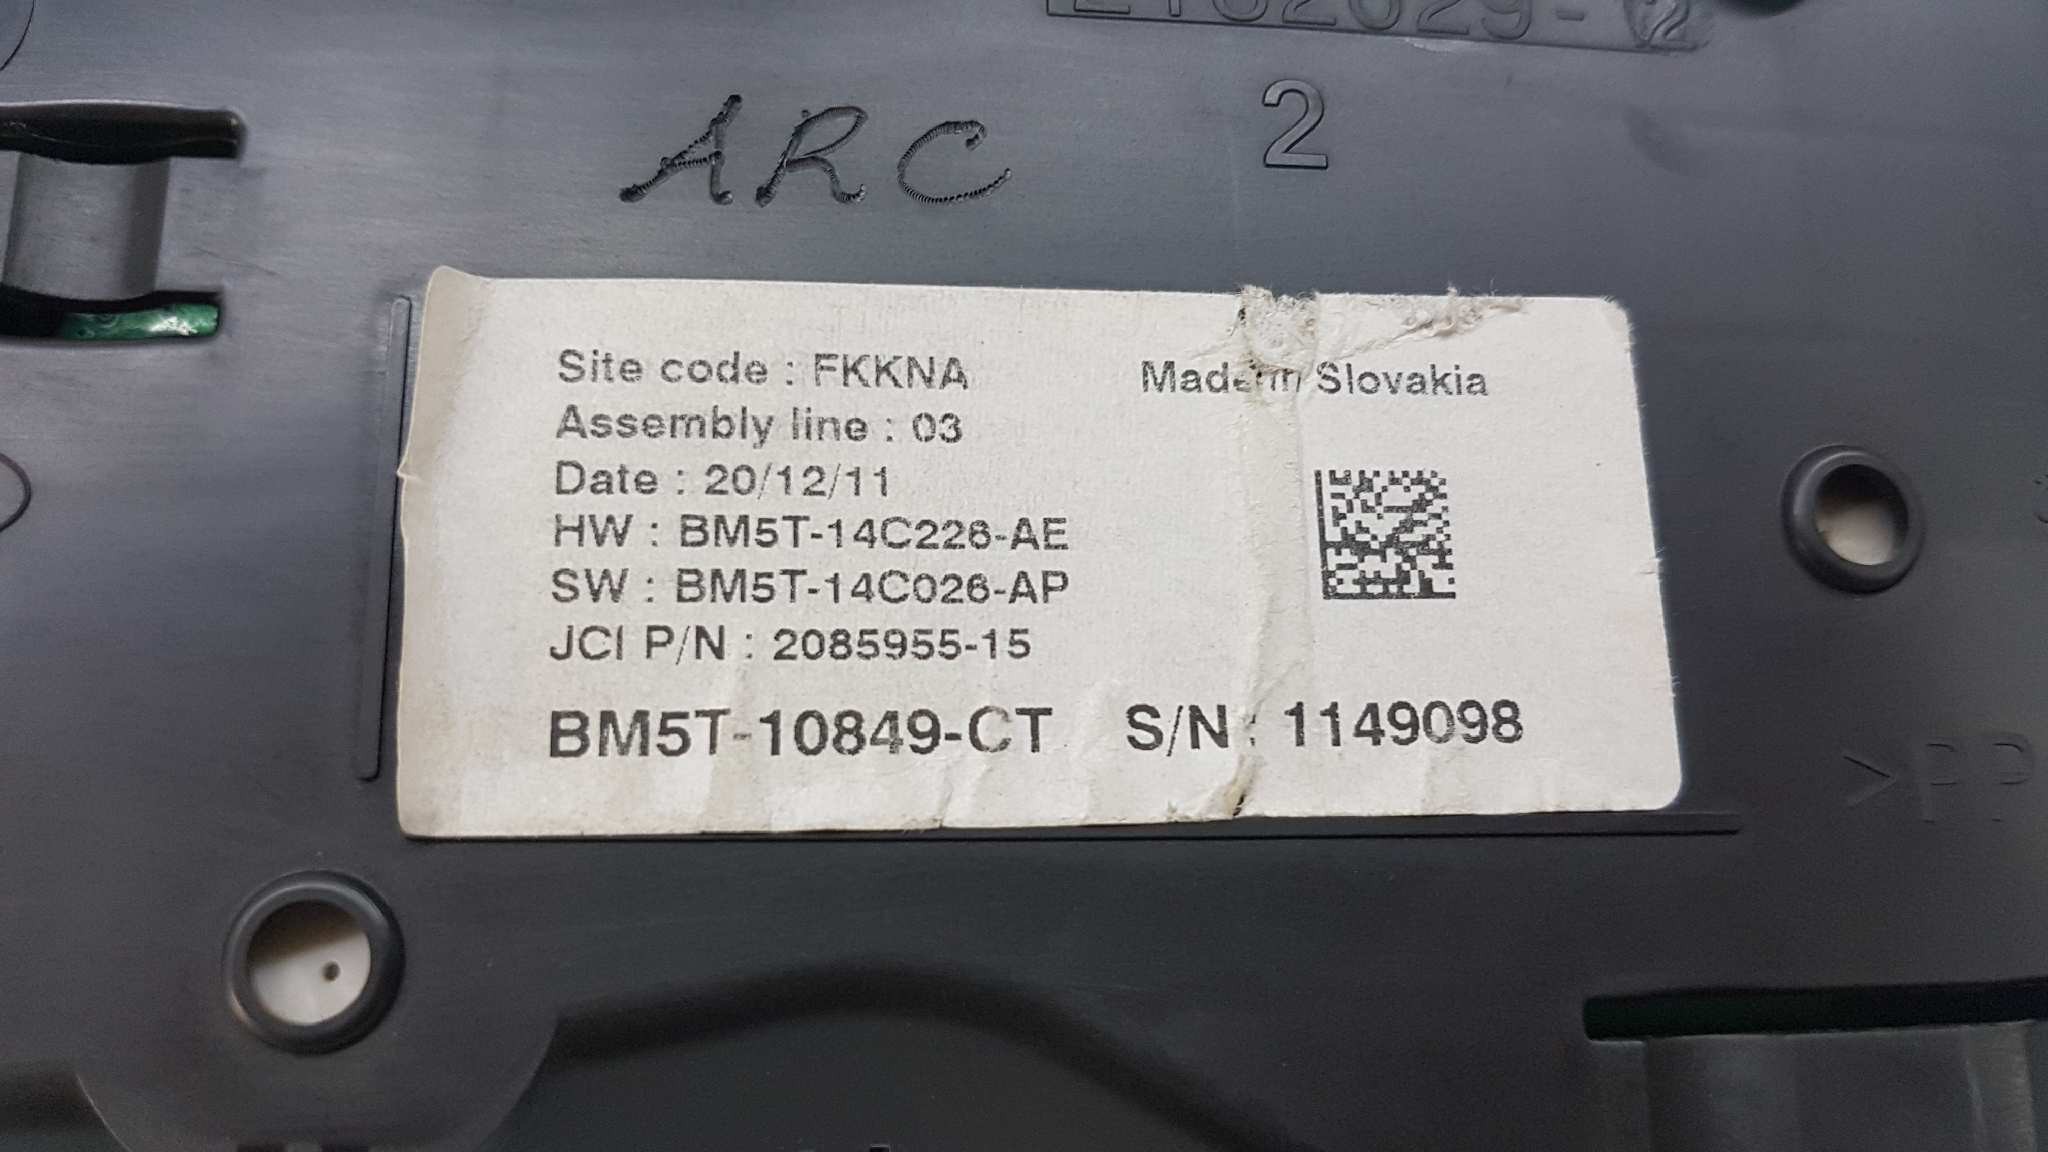 2
ARC
Site code : FKKNA
Made in Slovakia
Assembly line : 03
Date : 20/12/11
HW : BM5T-14C226-AE
SW : BM5T-14C026-AP
JCI P/N : 2085955-15
BM5T-10849-CT
S/N : 1149098
>PP